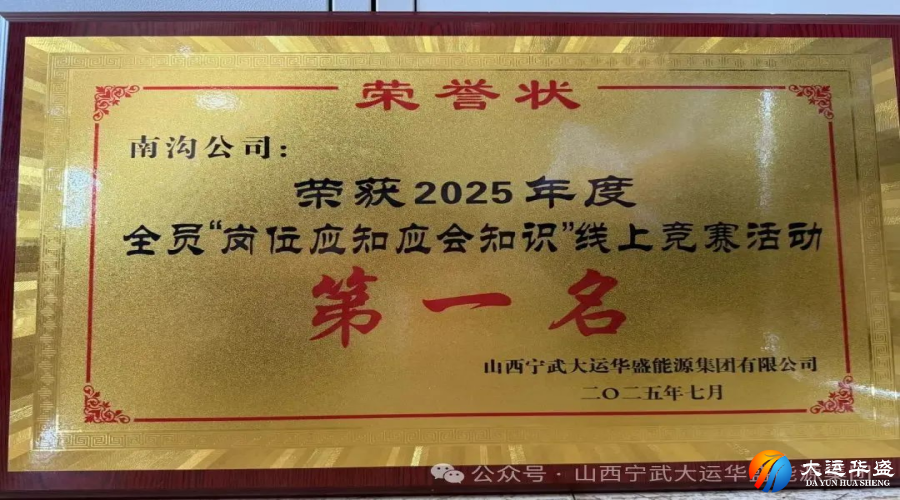 荣誉状
南沟公司：
荣获2025年度
全员“岗位应知应会知识”线上竞赛活动
第一名
山西宁武大运华盛能源集团有限公司
二〇二五年七月
公众号·山西宁武大运华
大运华盛
DA YUN HUA SHENG